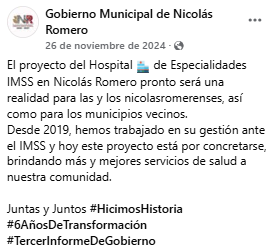 Gobierno Municipal de Nicolás
Romero
26 de noviembre de 2024 ·
El proyecto del Hospital 🏥 de Especialidades
IMSS en Nicolás Romero pronto será una
realidad para las y los nicolasromerenses, así
como para los municipios vecinos.
Desde 2019, hemos trabajado en su gestión ante
el IMSS y hoy este proyecto está por concretarse,
brindando más y mejores servicios de salud a
nuestra comunidad.
Juntas y Juntos #HicimosHistoria
#6AñosDeTransformación
#TercerInformeDeGobierno